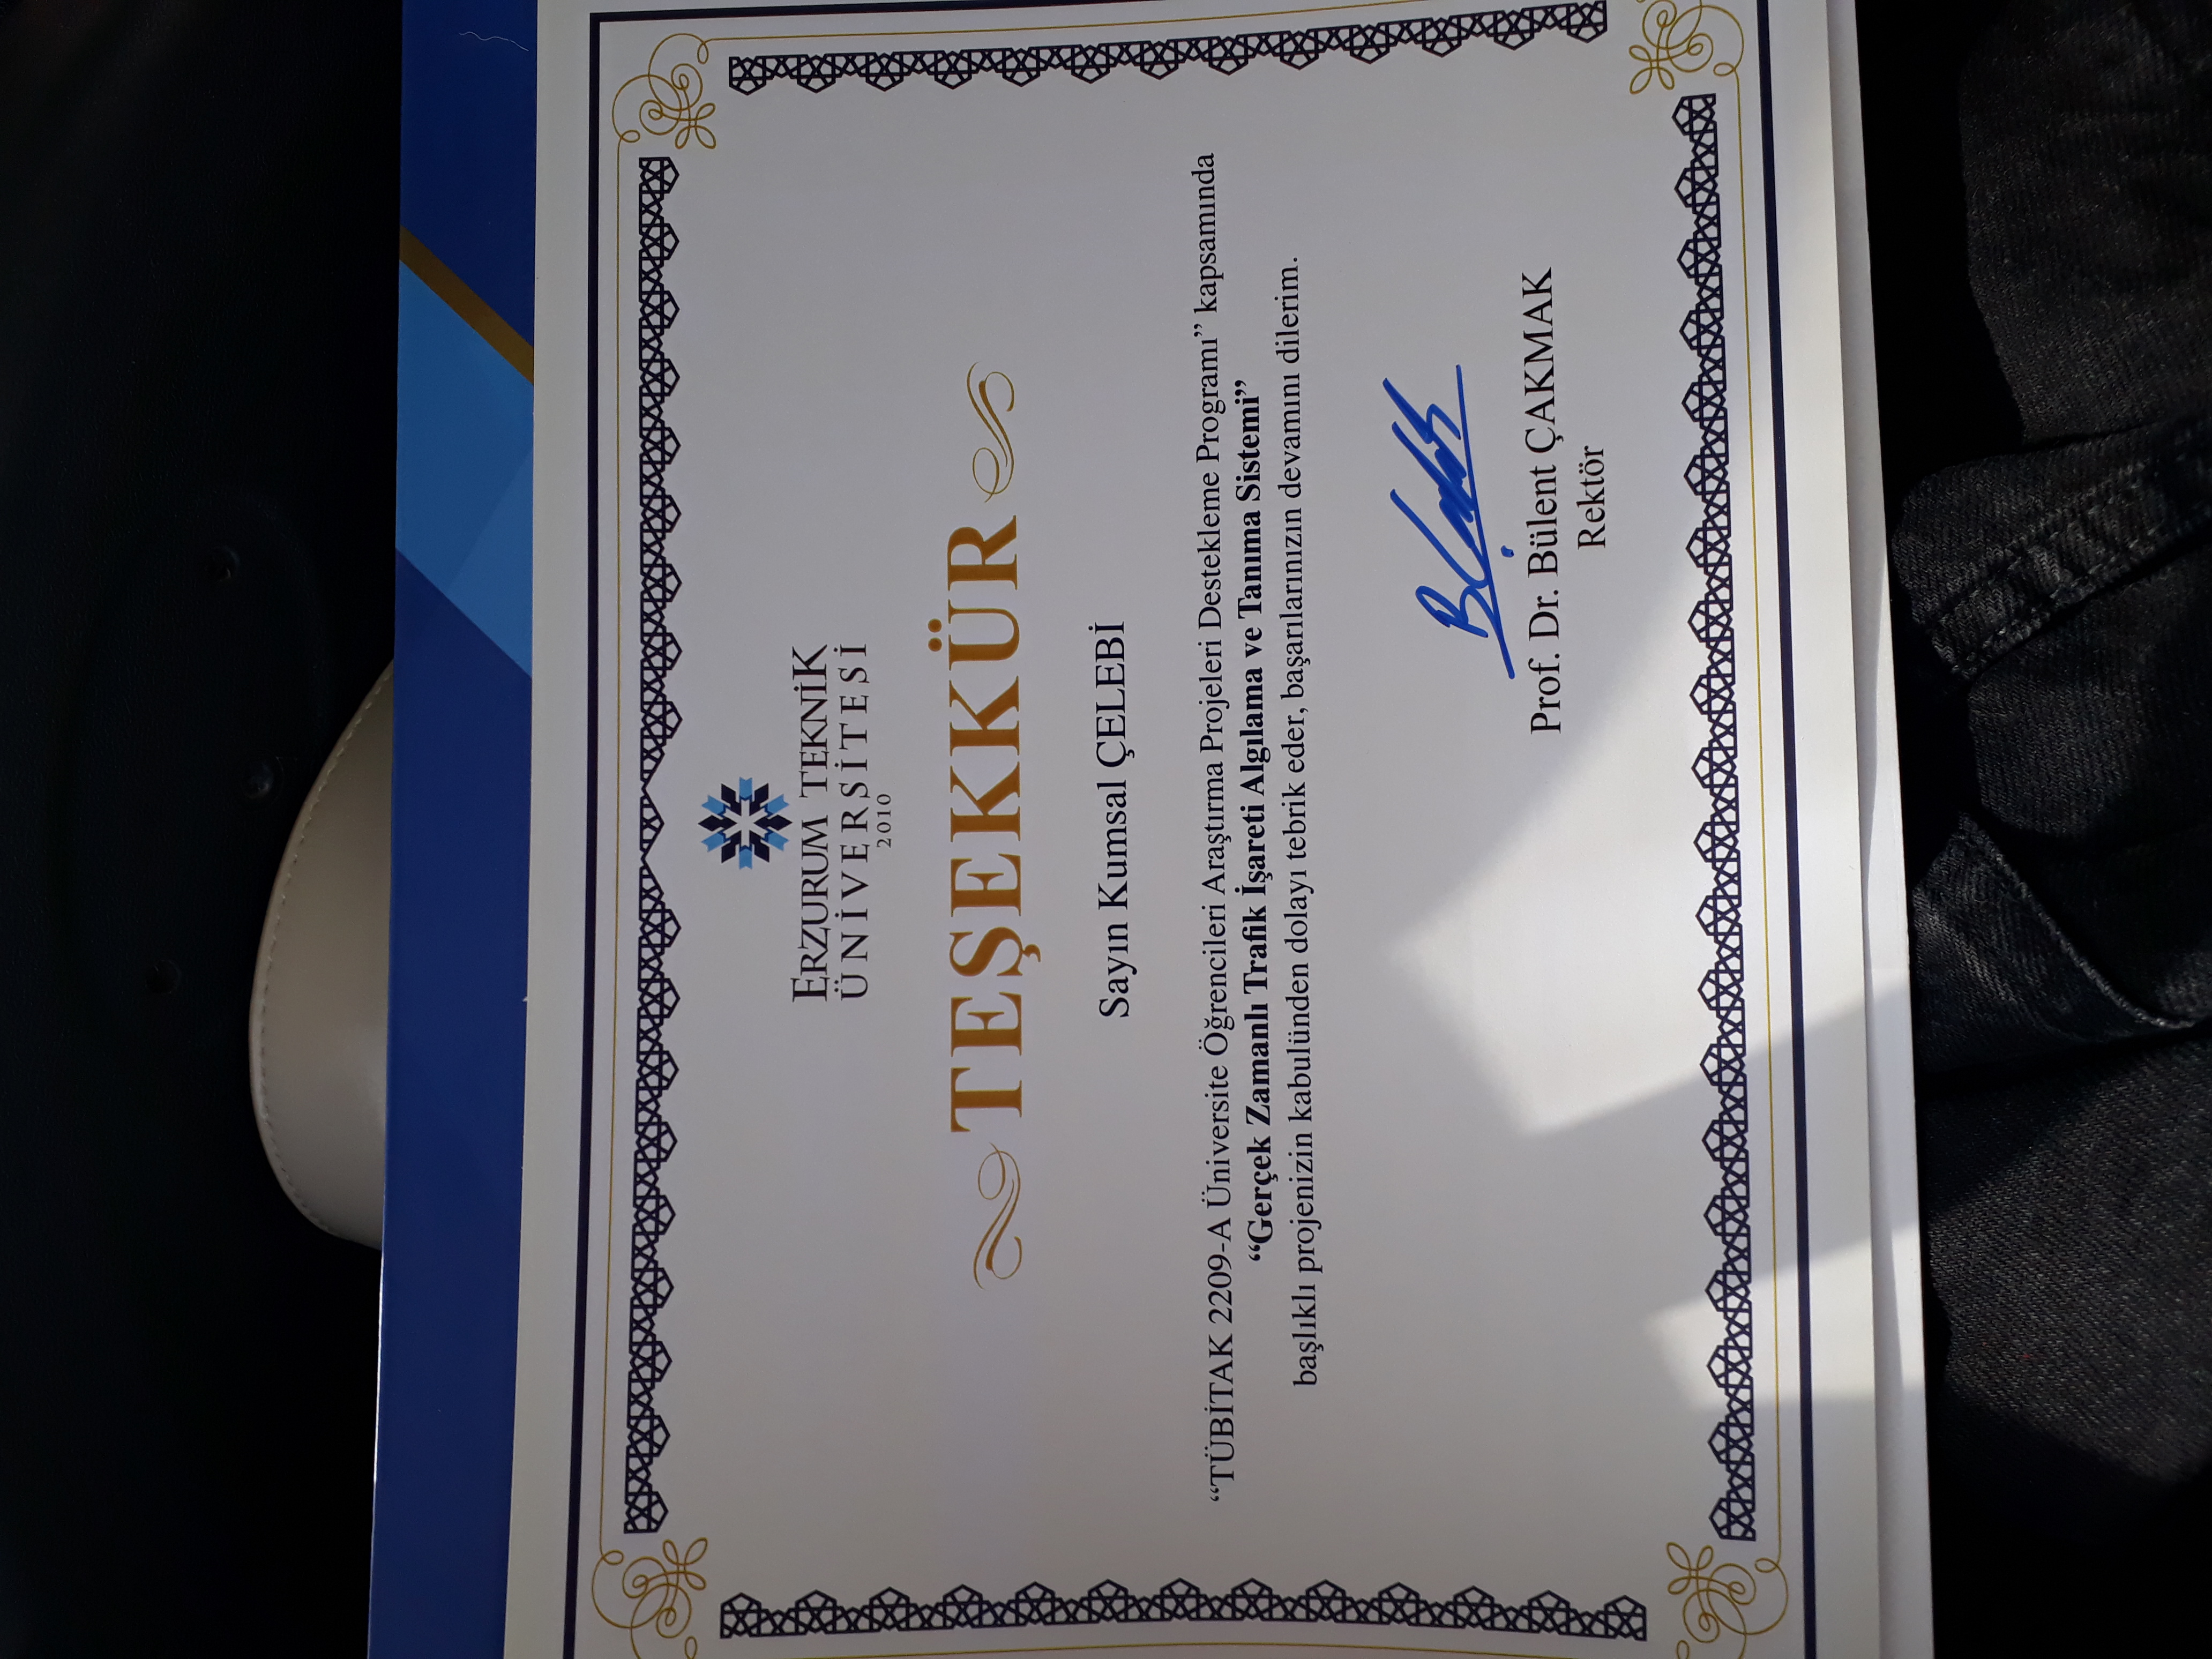 ERZURUM TEKNİK
ÜNİVERSİTESİ
2010
TEŞEKKÜR
Sayın Kumsal ÇELEBİ
“TÜBİTAK 2209-A Üniversite Öğrencileri Araştırma Projeleri Destekleme Programı” kapsamında
“Gerçek Zamanlı Trafik İşareti Algılama ve Tanıma Sistemi”
başlıklı projenizin kabulünden dolayı tebrik eder, başarılarınızın devamını dilerim.
Prof. Dr. Bülent ÇAKMAK
Rektör